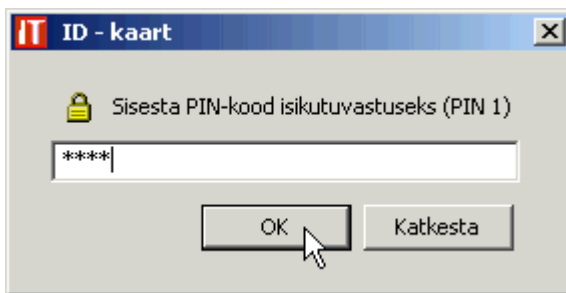 IT ID - kaart
Sisesta PIN-kood isikutuvastuseks (PIN 1)
****
OK Katkesta